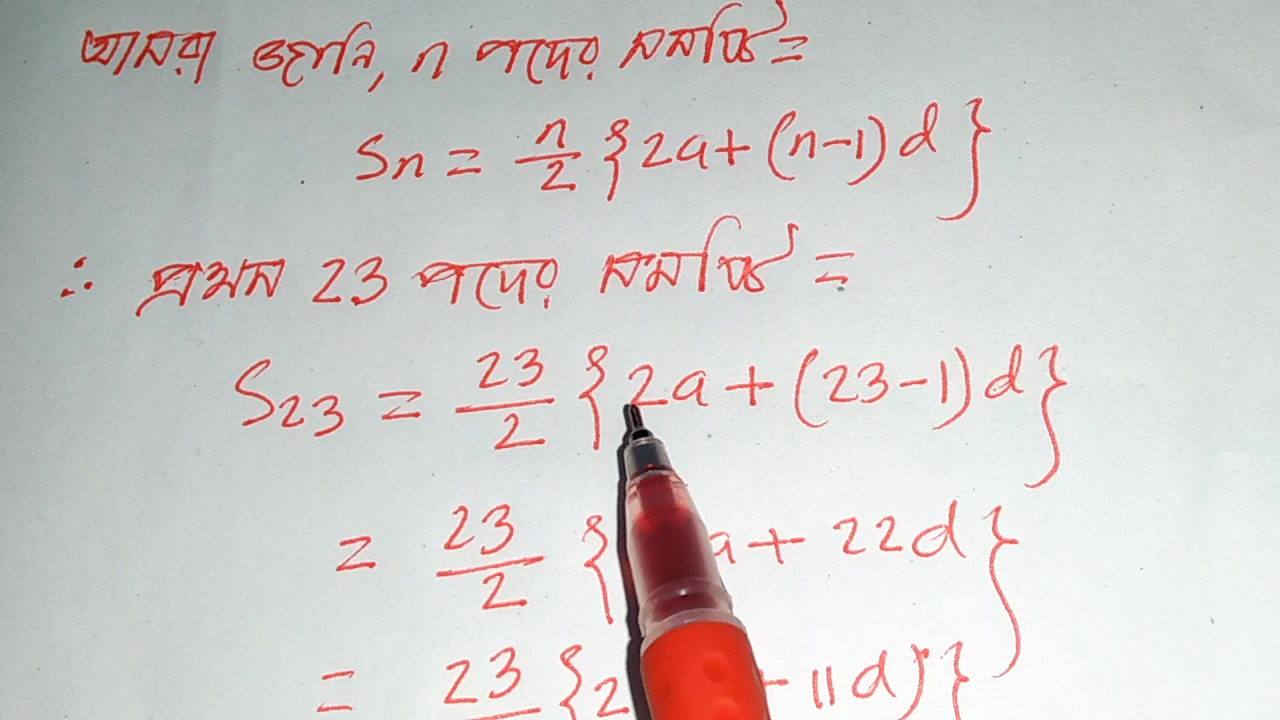 আমরা জানি, n পদের সমষ্টি =
Sn = n/2 {2a + (n-1)d}
∴ প্রথম 23 পদের সমষ্টি =
S23 = 23/2 {2a + (23-1)d}
= 23/2 { a + 22d}
= 23 {2 + 11d)}